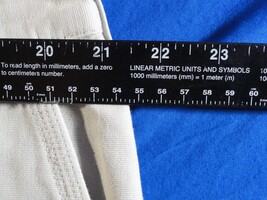 20 21 22 23
To read length in millimeters, add a zero LINEAR METRIC UNITS AND SYMBOLS
to centimeters number. 1000 millimeters (mm) = 1 meter (m) 10
49 50 51 52 53 54 55 56 57 58 59 60